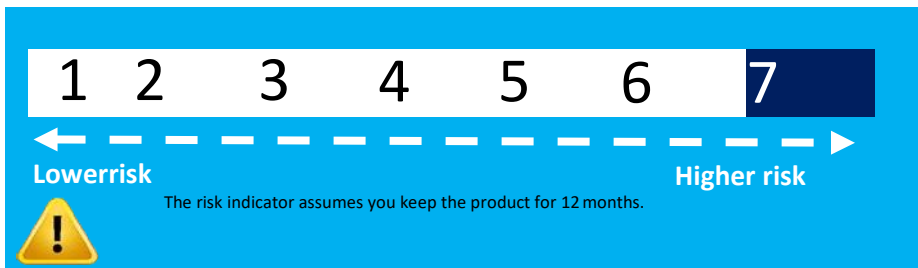 1 2 3 4 5 6 7
Lowerrisk Higher risk
The risk indicator assumes you keep the product for 12 months.
!